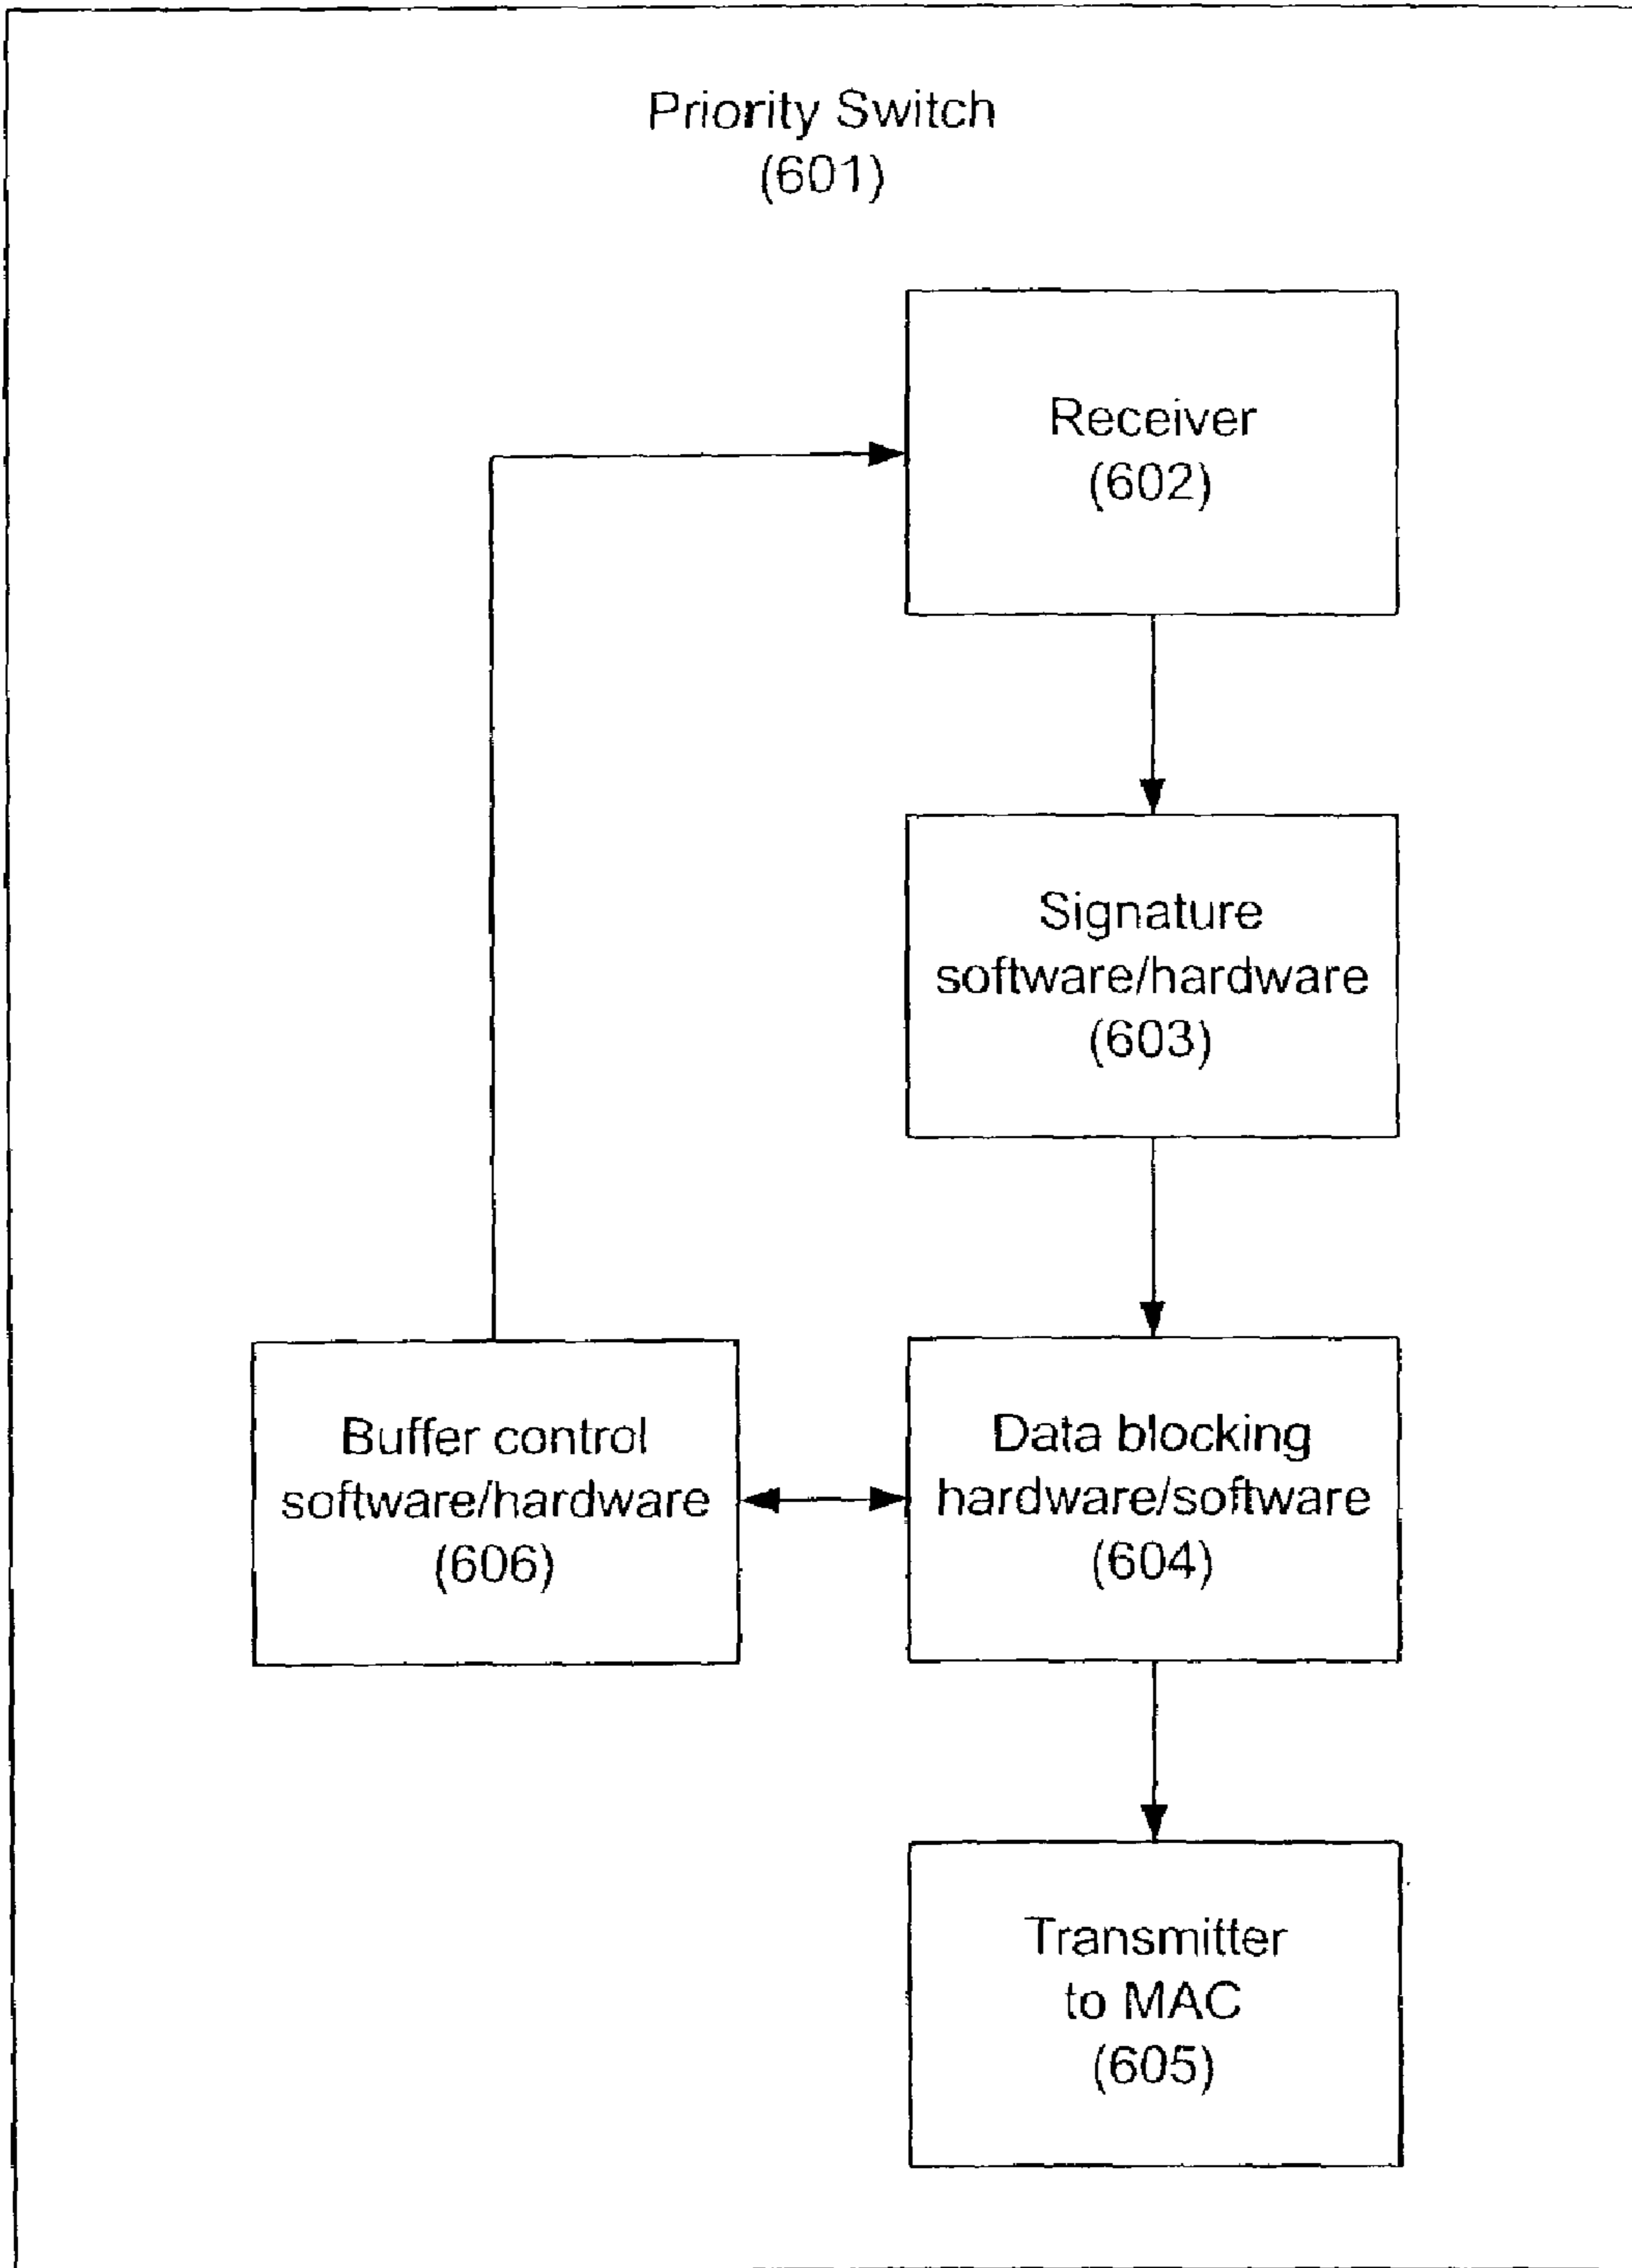 Priority Switch
(601)
Receiver
(602)
Signature
software/hardware
(603)
Buffer control
software/hardware
(606)
Data blocking
hardware/software
(604)
Transmitter
to MAC
(605)